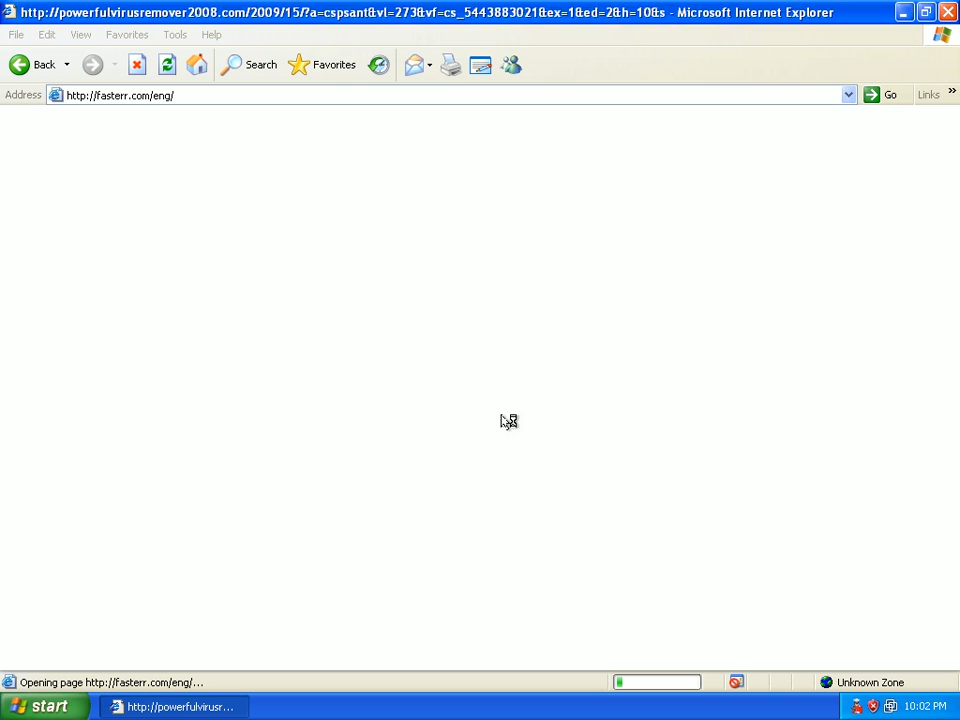 http://powerfulvirusremover2008.com/2009/15/?a=cspsant&vl=273&vf=cs_5443883021&ex=1&ed=2&h=10&s - Microsoft Internet Explorer
File Edit View Favorites Tools Help
Back Search Favorites
Address http://fasterr.com/eng/ Go Links »
Opening page http://fasterr.com/eng/... Unknown Zone
start http://powerfulvirusr... 10:02 PM